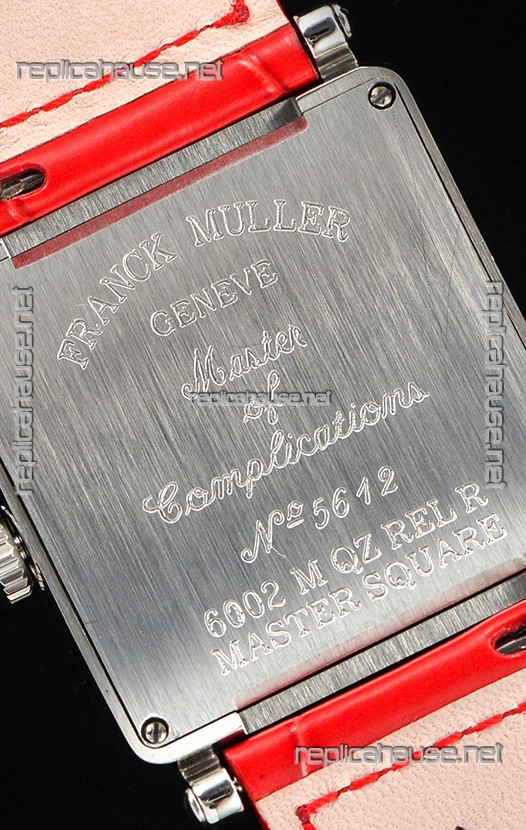 replicahause.net
FRANCK MULLER
GENEVE
replicahause.net
replicahause.net
Master
replicahause.net
of
Complications
No 5612
6002 M QZ REL R
MASTER SQUARE
replicahause.net